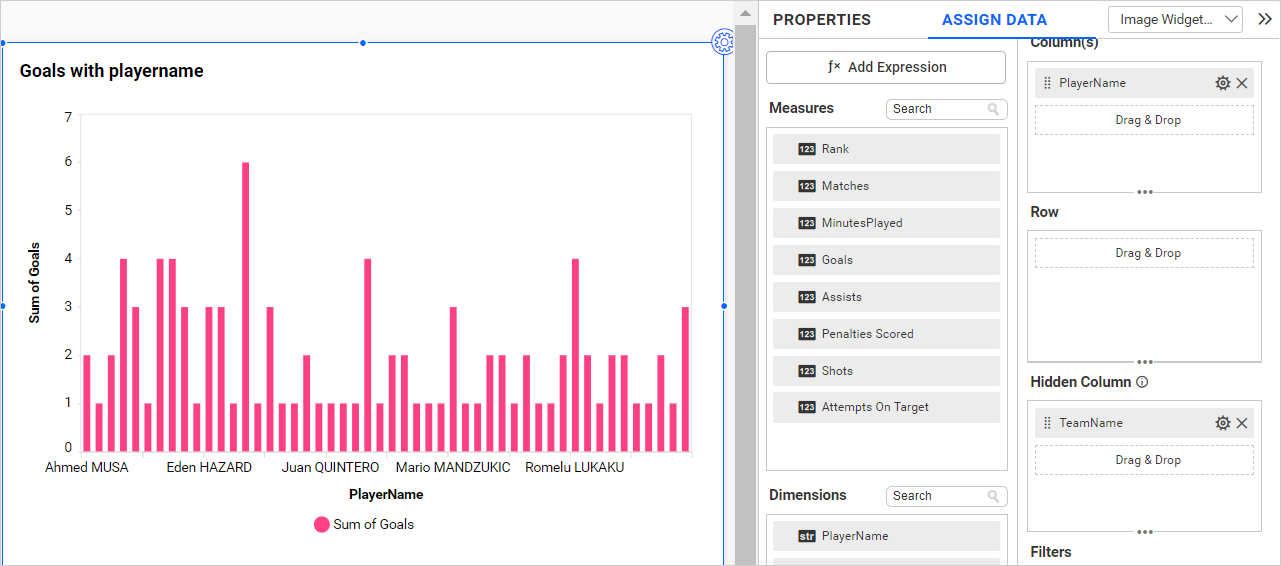 PROPERTIES
ASSIGN DATA
Image Widget...
Goals with playername
7
6
5
4
3
2
1
0
Sum of Goals
Ahmed MUSA
Eden HAZARD
Juan QUINTERO
Mario MANDZUKIC
Romelu LUKAKU
PlayerName
Sum of Goals
ƒx Add Expression
Measures
Search
123 Rank
123 Matches
123 MinutesPlayed
123 Goals
123 Assists
123 Penalties Scored
123 Shots
123 Attempts On Target
Dimensions
Search
str PlayerName
Column(s)
PlayerName
Drag & Drop
Row
Drag & Drop
Hidden Column
TeamName
Drag & Drop
Filters